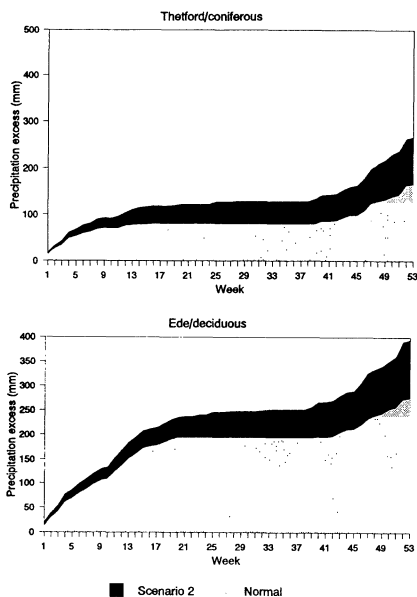 Thetford/coniferous
500
400
300
200
100
0
Precipitation excess (mm)
1 5 9 13 17 21 25 29 33 37 41 45 49 53
Week
Ede/deciduous
400
350
300
250
200
150
100
50
0
Precipitation excess (mm)
1 5 9 13 17 21 25 29 33 37 41 45 49 53
Week
Scenario 2 Normal